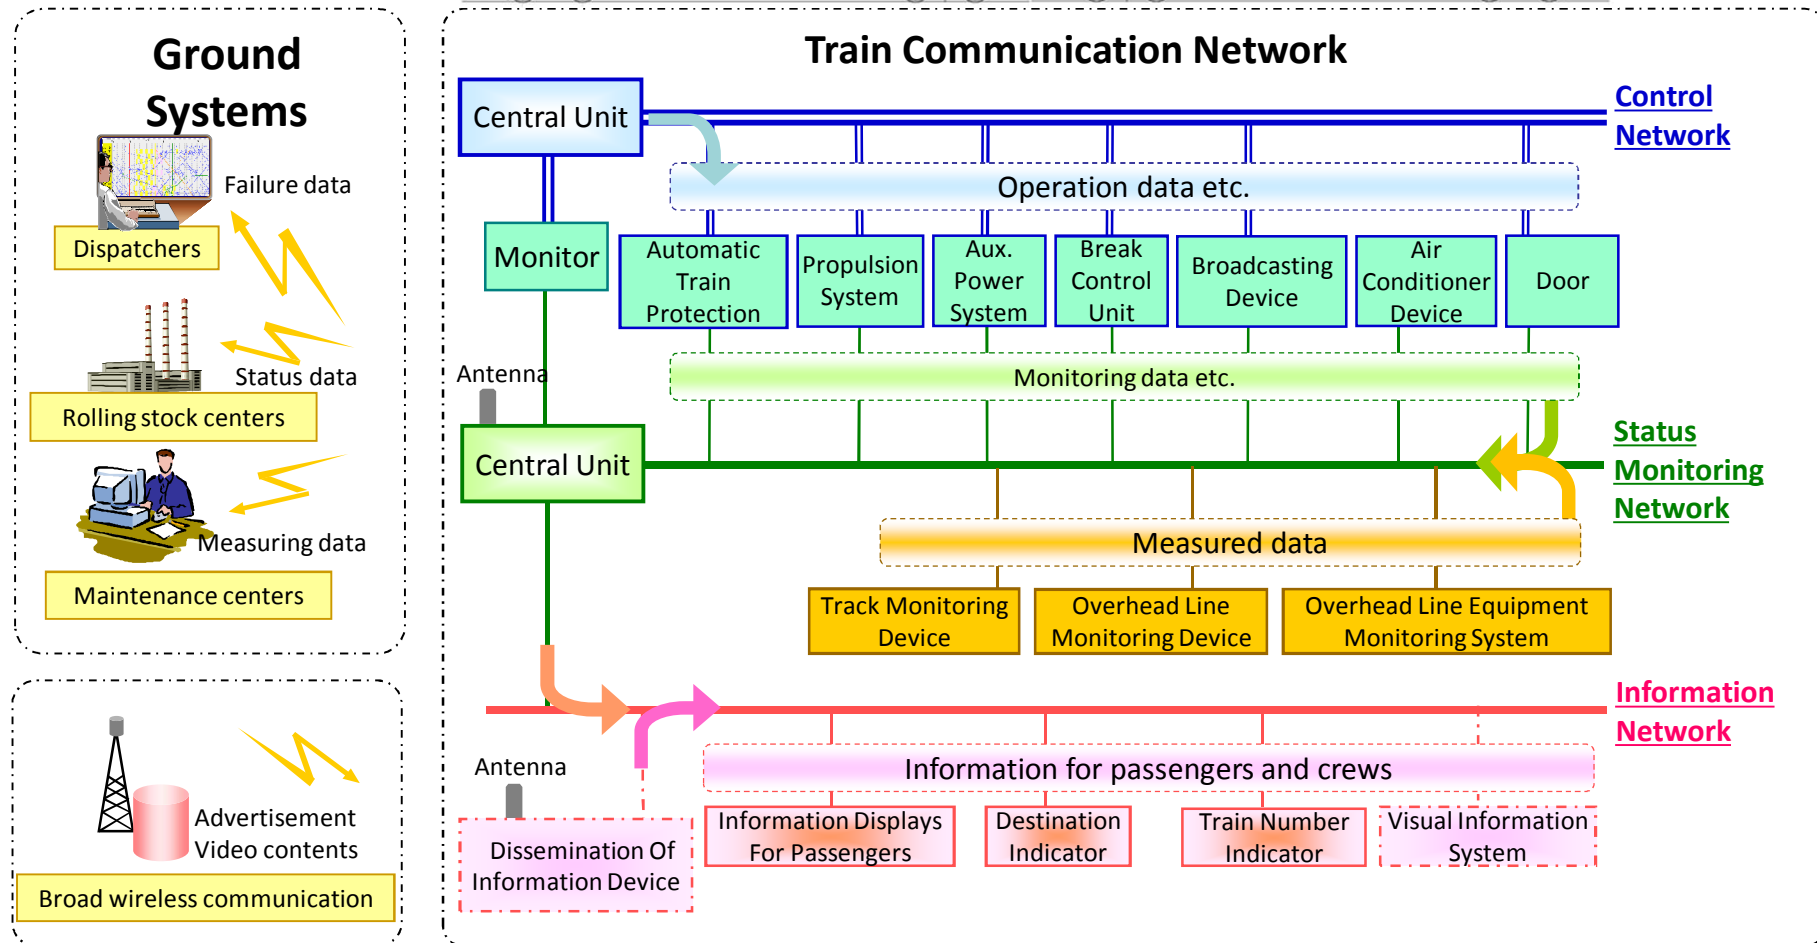 Ground
Systems
Failure data
Dispatchers
Status data
Rolling stock centers
Measuring data
Maintenance centers
Advertisement
Video contents
Broad wireless communication
Train Communication Network
Central Unit
Control
Network
Operation data etc.
Monitor
Automatic
Train
Protection
Propulsion
System
Aux.
Power
System
Break
Control
Unit
Broadcasting
Device
Air
Conditioner
Device
Door
Antenna
Monitoring data etc.
Central Unit
Status
Monitoring
Network
Measured data
Track Monitoring
Device
Overhead Line
Monitoring Device
Overhead Line Equipment
Monitoring System
Information
Network
Antenna
Information for passengers and crews
Dissemination Of
Information Device
Information Displays
For Passengers
Destination
Indicator
Train Number
Indicator
Visual Information
System